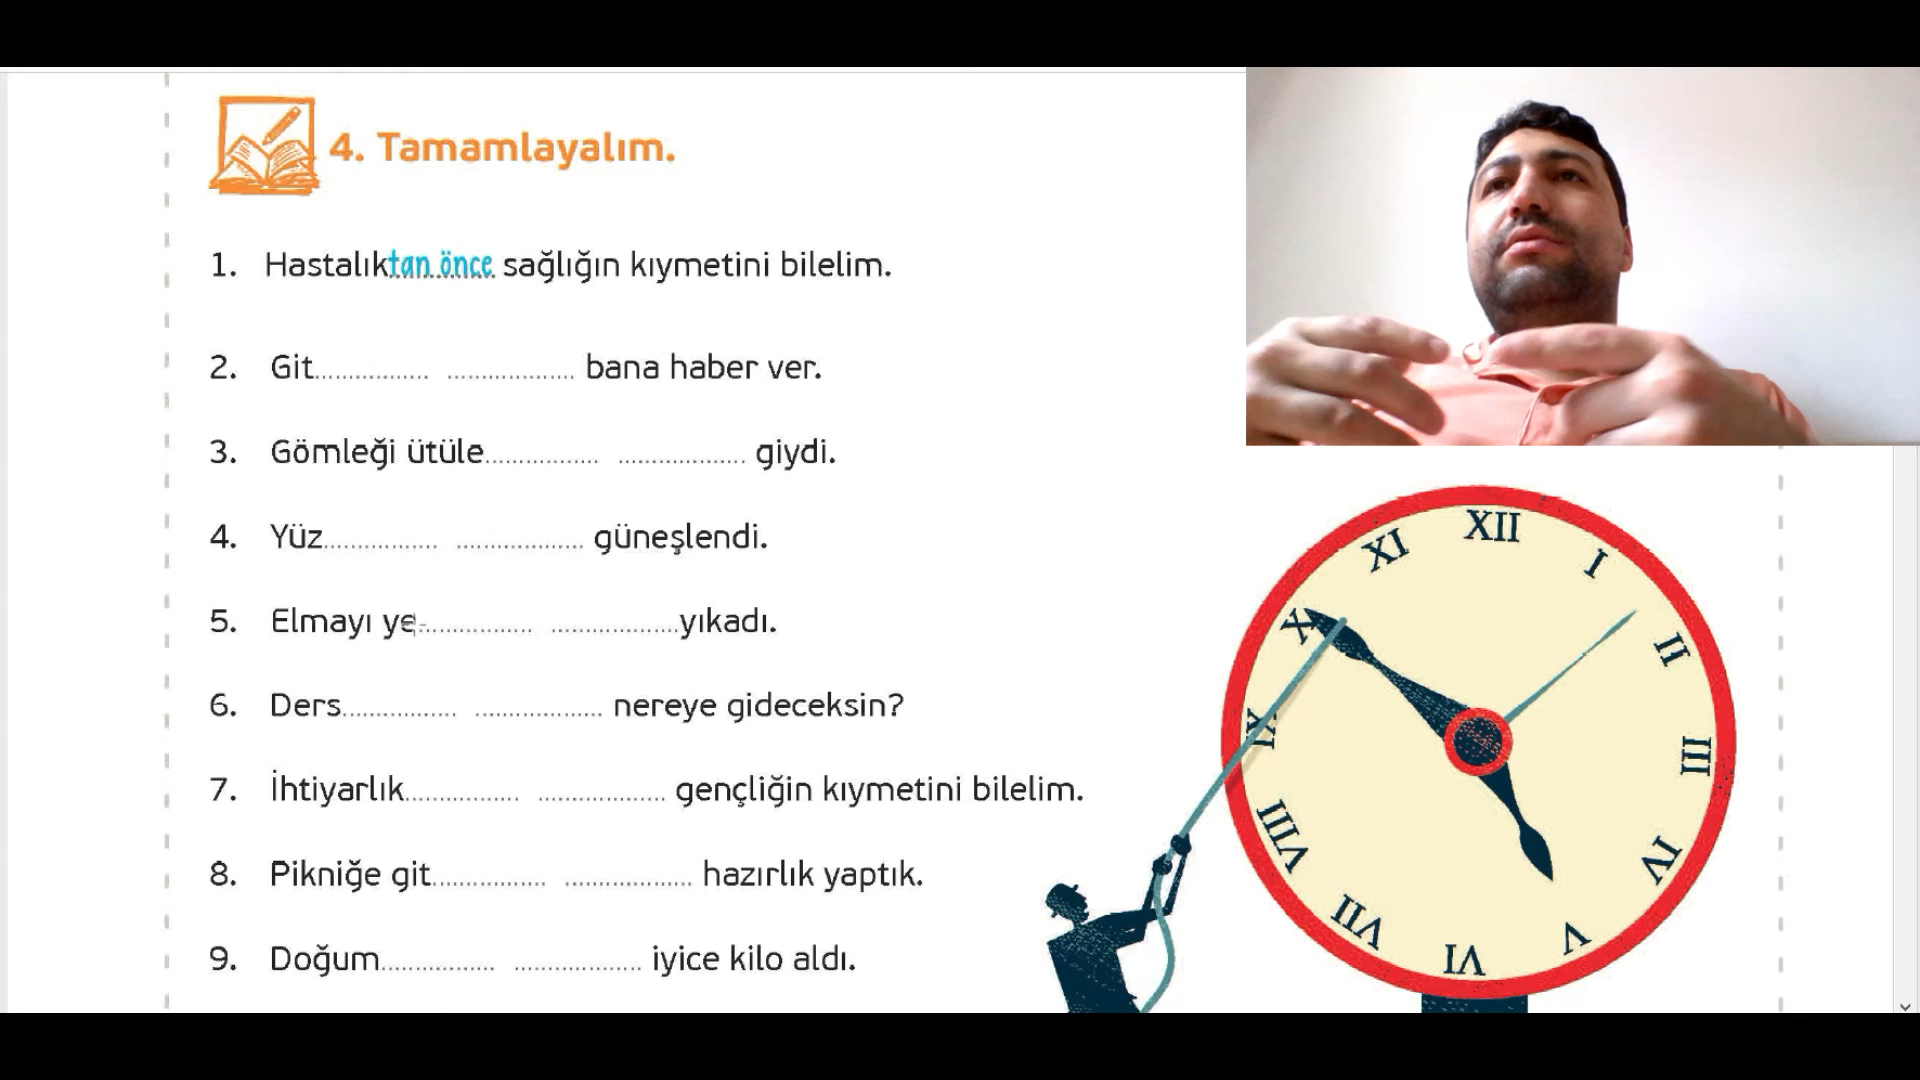 4. Tamamlayalım.
1. Hastalıktan önce sağlığın kıymetini bilelim.
2. Git................ .................. bana haber ver.
3. Gömleği ütüle................ .................. giydi.
4. Yüz................ .................. güneşlendi.
5. Elmayı ye................ ..................yıkadı.
6. Ders................ .................. nereye gideceksin?
7. İhtiyarlık................ .................. gençliğin kıymetini bilelim.
8. Pikniğe git................ .................. hazırlık yaptık.
9. Doğum................ .................. iyice kilo aldı.
XII
I
II
III
IV
V
VI
VII
VIII
IX
X
XI